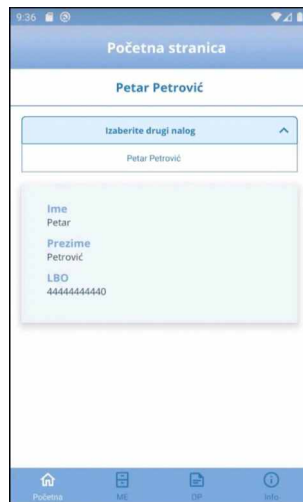 9:36
Početna stranica
Petar Petrović
Izaberite drugi nalog
Petar Petrović
Ime
Petar
Prezime
Petrović
LBO
44444444440
Početna
ME
DP
Info